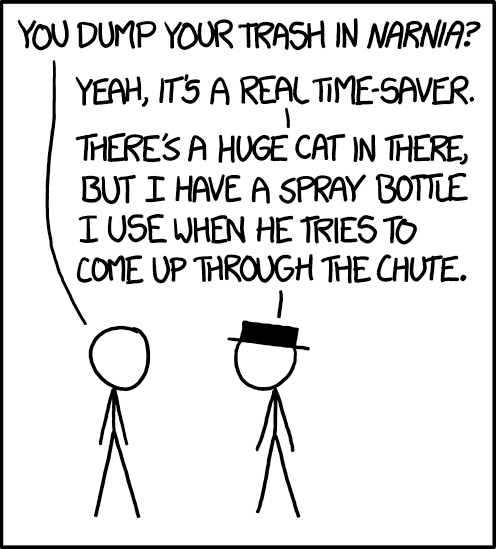 YOU DUMP YOUR TRASH IN NARNIA?
YEAH, IT'S A REAL TIME-SAVER.
THERE'S A HUGE CAT IN THERE,
BUT I HAVE A SPRAY BOTTLE
I USE WHEN HE TRIES TO
COME UP THROUGH THE CHUTE.